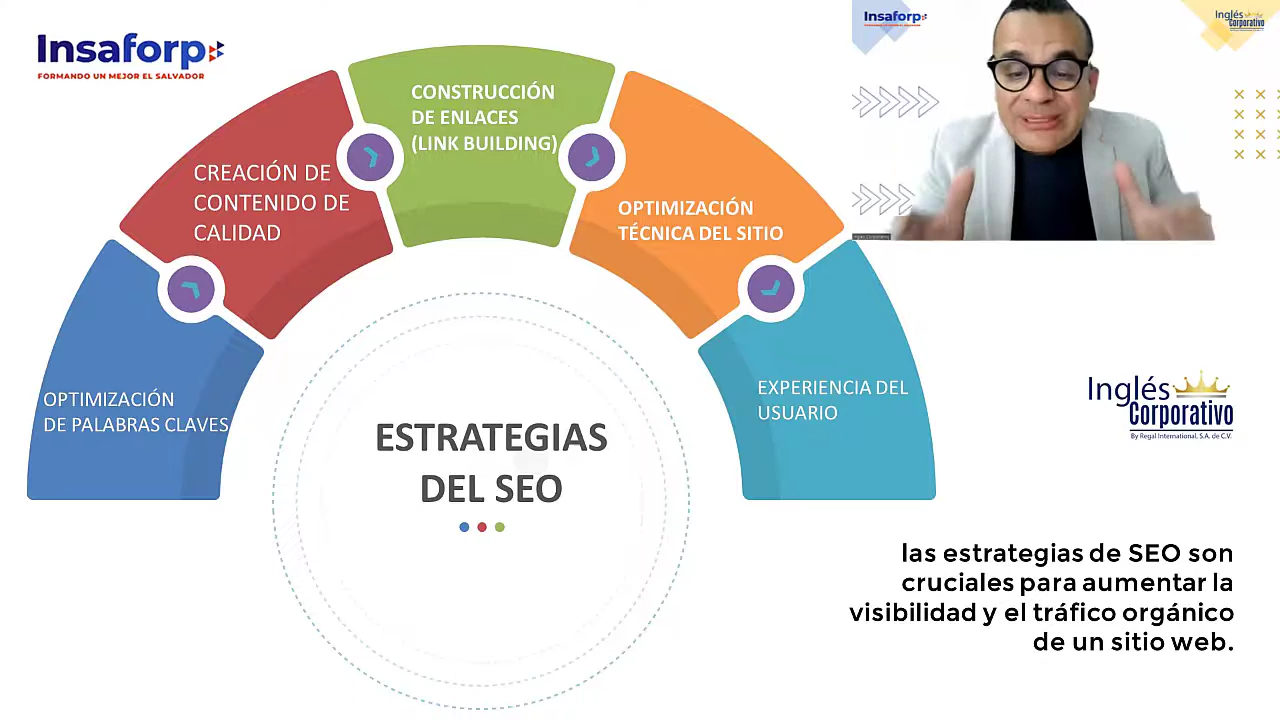 Insaforp
FORMANDO UN MEJOR EL SALVADOR
OPTIMIZACIÓN
DE PALABRAS CLAVES
CREACIÓN DE
CONTENIDO DE
CALIDAD
CONSTRUCCIÓN
DE ENLACES
(LINK BUILDING)
OPTIMIZACIÓN
TÉCNICA DEL SITIO
EXPERIENCIA DEL
USUARIO
ESTRATEGIAS
DEL SEO
Insaforp
Inglés
Corporativo
Inglés
Corporativo
By Regal International, S.A. de C.V.
las estrategias de SEO son
cruciales para aumentar la
visibilidad y el tráfico orgánico
de un sitio web.